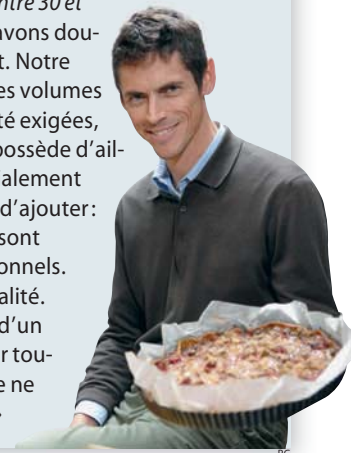 entre 30 et
avons dou-
t. Notre
es volumes
té exigées,
possède d'ail-
alement
d'ajouter:
sont
onnels.
alité.
d'un
r tou-
e ne